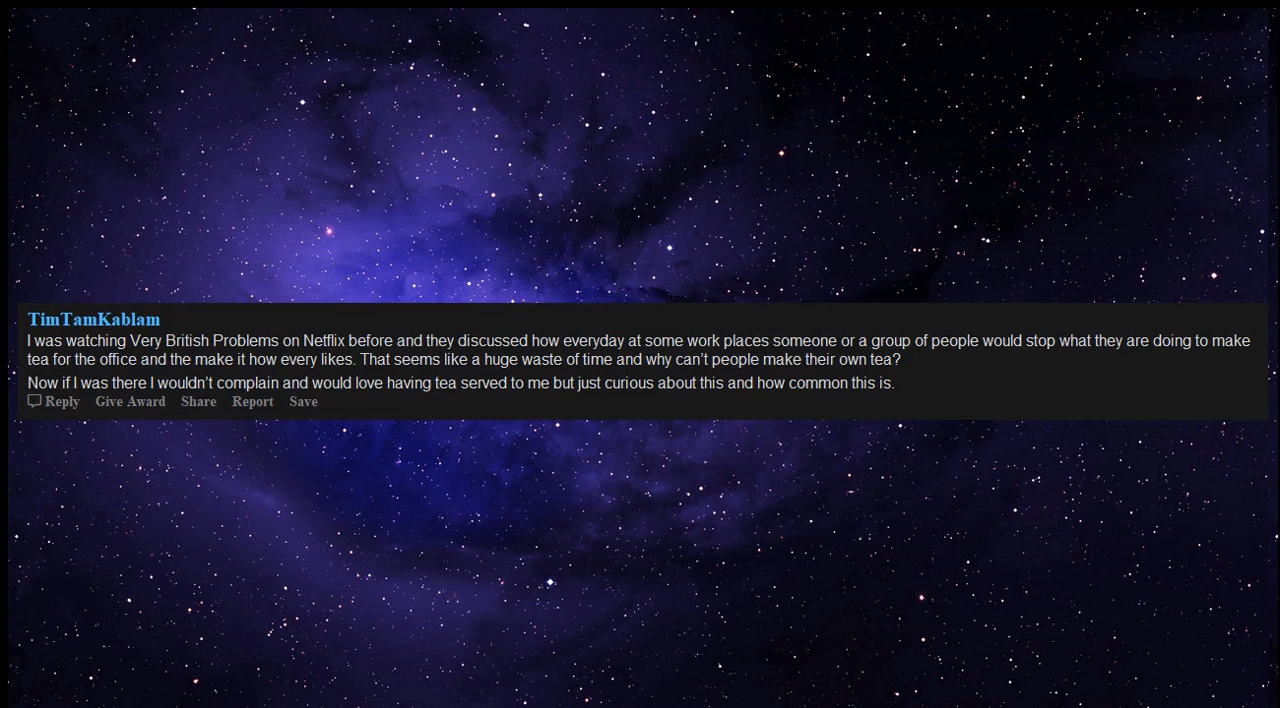 TimTamKablam
I was watching Very British Problems on Netflix before and they discussed how everyday at some work places someone or a group of people would stop what they are doing to make
tea for the office and the make it how every likes. That seems like a huge waste of time and why can’t people make their own tea?
Now if I was there I wouldn’t complain and would love having tea served to me but just curious about this and how common this is.
Reply Give Award Share Report Save